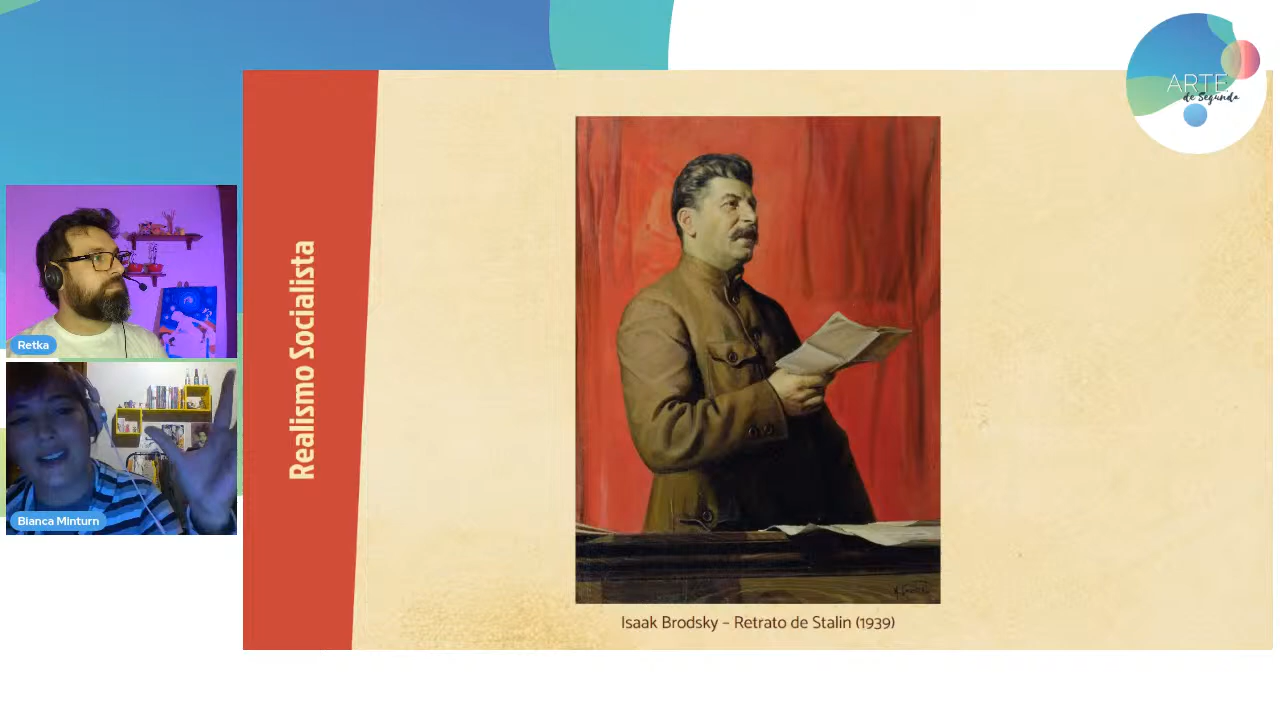 ARTE
de Segunda
Realismo Socialista
Retka
Bianca Minturn
Isaak Brodsky – Retrato de Stalin (1939)